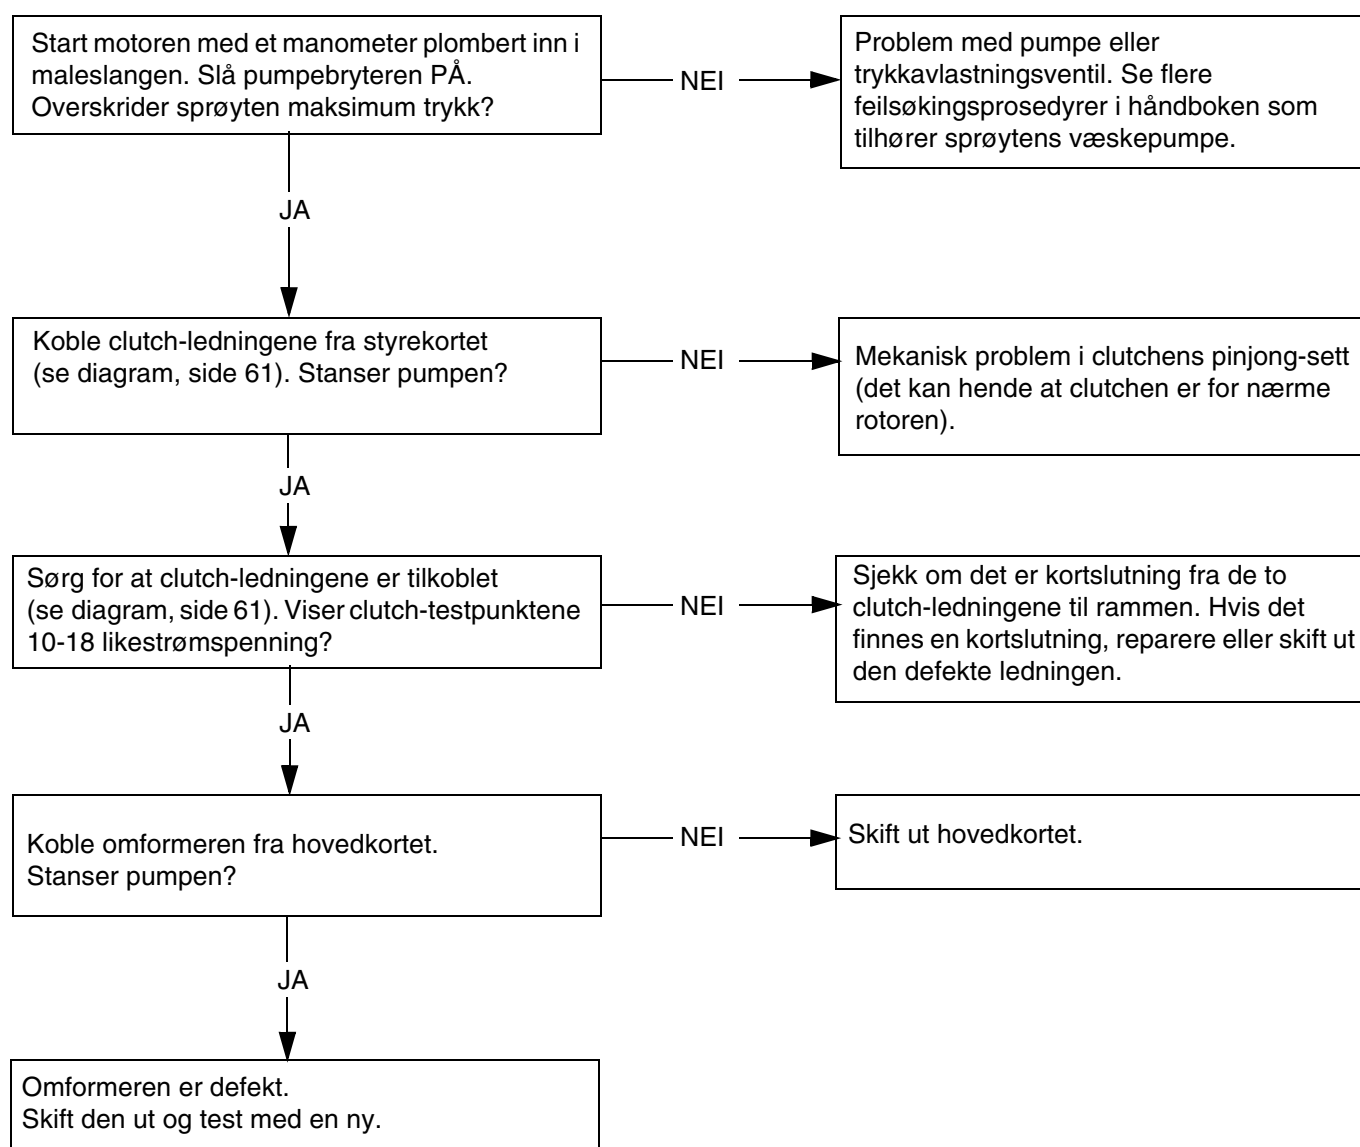 Start motoren med et manometer plombert inn i
maleslangen. Slå pumpebryteren PÅ.
Overskrider sprøyten maksimum trykk?
NEI
Problem med pumpe eller
trykkavlastningsventil. Se flere
feilsøkingsprosedyrer i håndboken som
tilhører sprøytens væskepumpe.
JA
Koble clutch-ledningene fra styrekortet
(se diagram, side 61). Stanser pumpen?
NEI
Mekanisk problem i clutchens pinjong-sett
(det kan hende at clutchen er for nærme
rotoren).
JA
Sørg for at clutch-ledningene er tilkoblet
(se diagram, side 61). Viser clutch-testpunktene
10-18 likestrømspenning?
NEI
Sjekk om det er kortslutning fra de to
clutch-ledningene til rammen. Hvis det
finnes en kortslutning, reparere eller skift ut
den defekte ledningen.
JA
Koble omformeren fra hovedkortet.
Stanser pumpen?
NEI
Skift ut hovedkortet.
JA
Omformeren er defekt.
Skift den ut og test med en ny.